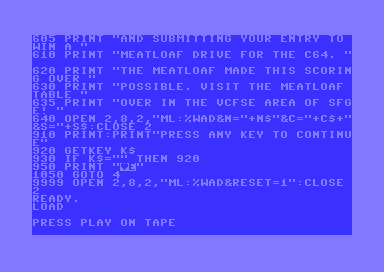 605 PRINT "AND SUBMITTING YOUR ENTRY TO
WIN A "
610 PRINT "MEATLOAF DRIVE FOR THE C64. "
620 PRINT "THE MEATLOAF MADE THIS SCORIN
G OVER "
630 PRINT "POSSIBLE. VISIT THE MEATLOAF
TABLE "
635 PRINT "OVER IN THE VCFSE AREA OF SFG
E! "
640 OPEN 2,8,2,"ML:%WAD&N="+N$+"&C="+C$+"
&S="+S$:CLOSE 2
910 PRINT:PRINT"PRESS ANY KEY TO CONTINU
E"
920 GETKEY K$
930 IF K$="" THEN 920
950 PRINT "
1050 GOTO 4
9999 OPEN 2,8,2,"ML:%WAD&RESET=1":CLOSE
2
READY.
LOAD
PRESS PLAY ON TAPE